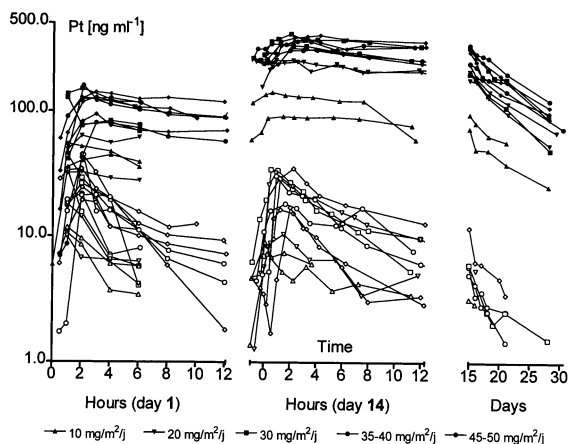 500.0
Pt [ng ml⁻¹]
100.0
10.0
1.0
Time
0 2 4 6 8 10 12
0 2 4 6 8 10 12
15 20 25 30
Hours (day 1)
Hours (day 14)
Days
10 mg/m²/j
20 mg/m²/j
30 mg/m²/j
35-40 mg/m²/j
45-50 mg/m²/j